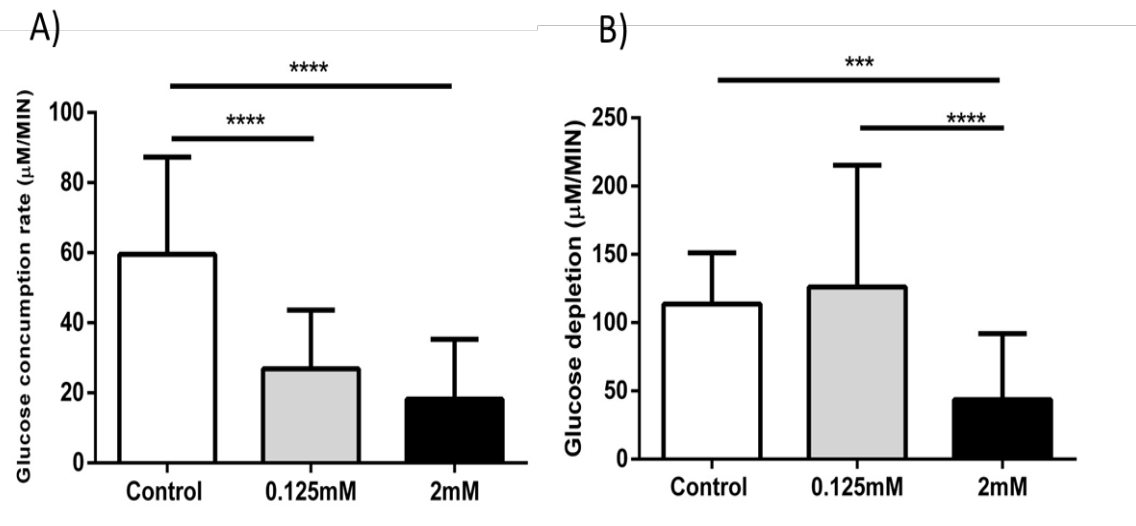 A)
****
****
Glucose concumption rate (μM/MIN)
100
80
60
40
20
0
Control 0.125mM 2mM
B)
***
****
Glucose depletion (μM/MIN)
250
200
150
100
50
0
Control 0.125mM 2mM